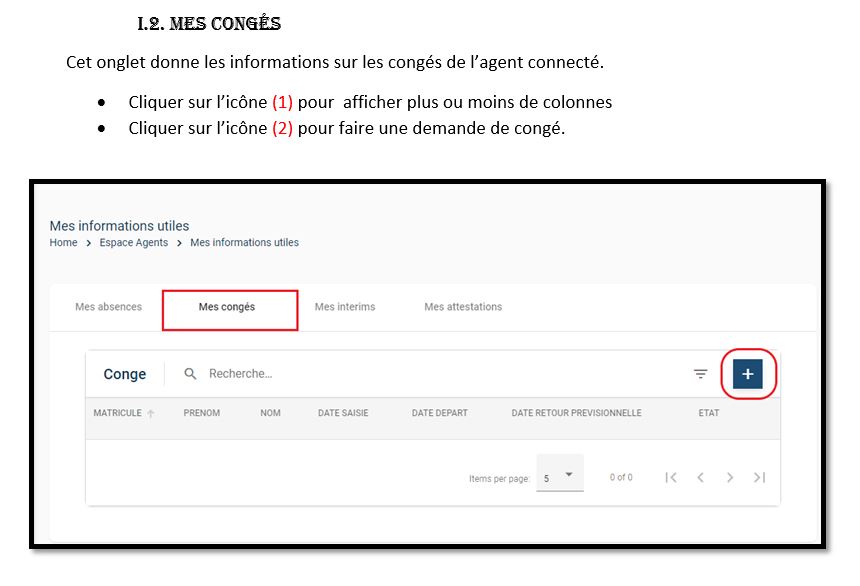 I.2. MES CONGÉS
Cet onglet donne les informations sur les congés de l’agent connecté.
• Cliquer sur l’icône (1) pour afficher plus ou moins de colonnes
• Cliquer sur l’icône (2) pour faire une demande de congé.
Mes informations utiles
Home > Espace Agents > Mes informations utiles
Mes absences Mes congés Mes interims Mes attestations
Conge Recherche... +
MATRICULE ↑ PRENOM NOM DATE SAISIE DATE DEPART DATE RETOUR PREVISIONNELLE ETAT
Items per page: 5 0 of 0